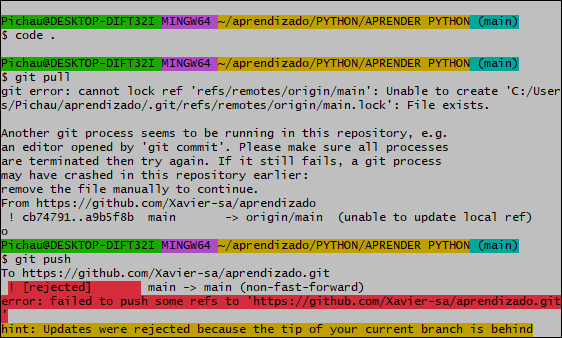 Pichau@DESKTOP-DIFT32I MINGW64 ~/aprendizado/PYTHON/APRENDER PYTHON (main)
$ code .
Pichau@DESKTOP-DIFT32I MINGW64 ~/aprendizado/PYTHON/APRENDER PYTHON (main)
$ git pull
git error: cannot lock ref 'refs/remotes/origin/main': Unable to create 'C:/User
s/Pichau/aprendizado/.git/refs/remotes/origin/main.lock': File exists.
Another git process seems to be running in this repository, e.g.
an editor opened by 'git commit'. Please make sure all processes
are terminated then try again. If it still fails, a git process
may have crashed in this repository earlier:
remove the file manually to continue.
From https://github.com/Xavier-sa/aprendizado
! cb74791..a9b5f8b main -> origin/main (unable to update local ref)
o
Pichau@DESKTOP-DIFT32I MINGW64 ~/aprendizado/PYTHON/APRENDER PYTHON (main)
$ git push
To https://github.com/Xavier-sa/aprendizado.git
! [rejected] main -> main (non-fast-forward)
error: failed to push some refs to 'https://github.com/Xavier-sa/aprendizado.git
'
hint: Updates were rejected because the tip of your current branch is behind